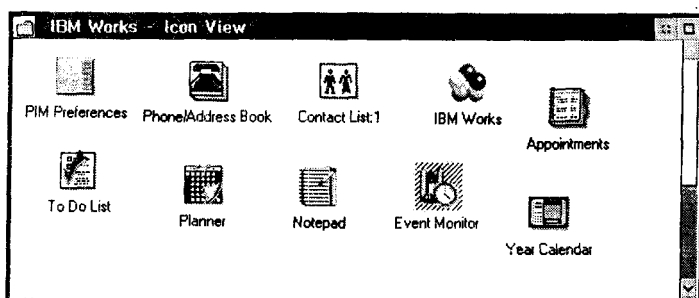 IBM Works - Icon View
PIM Preferences
Phone/Address Book
Contact List:1
IBM Works
Appointments
To Do List
Planner
Notepad
Event Monitor
Year Calendar